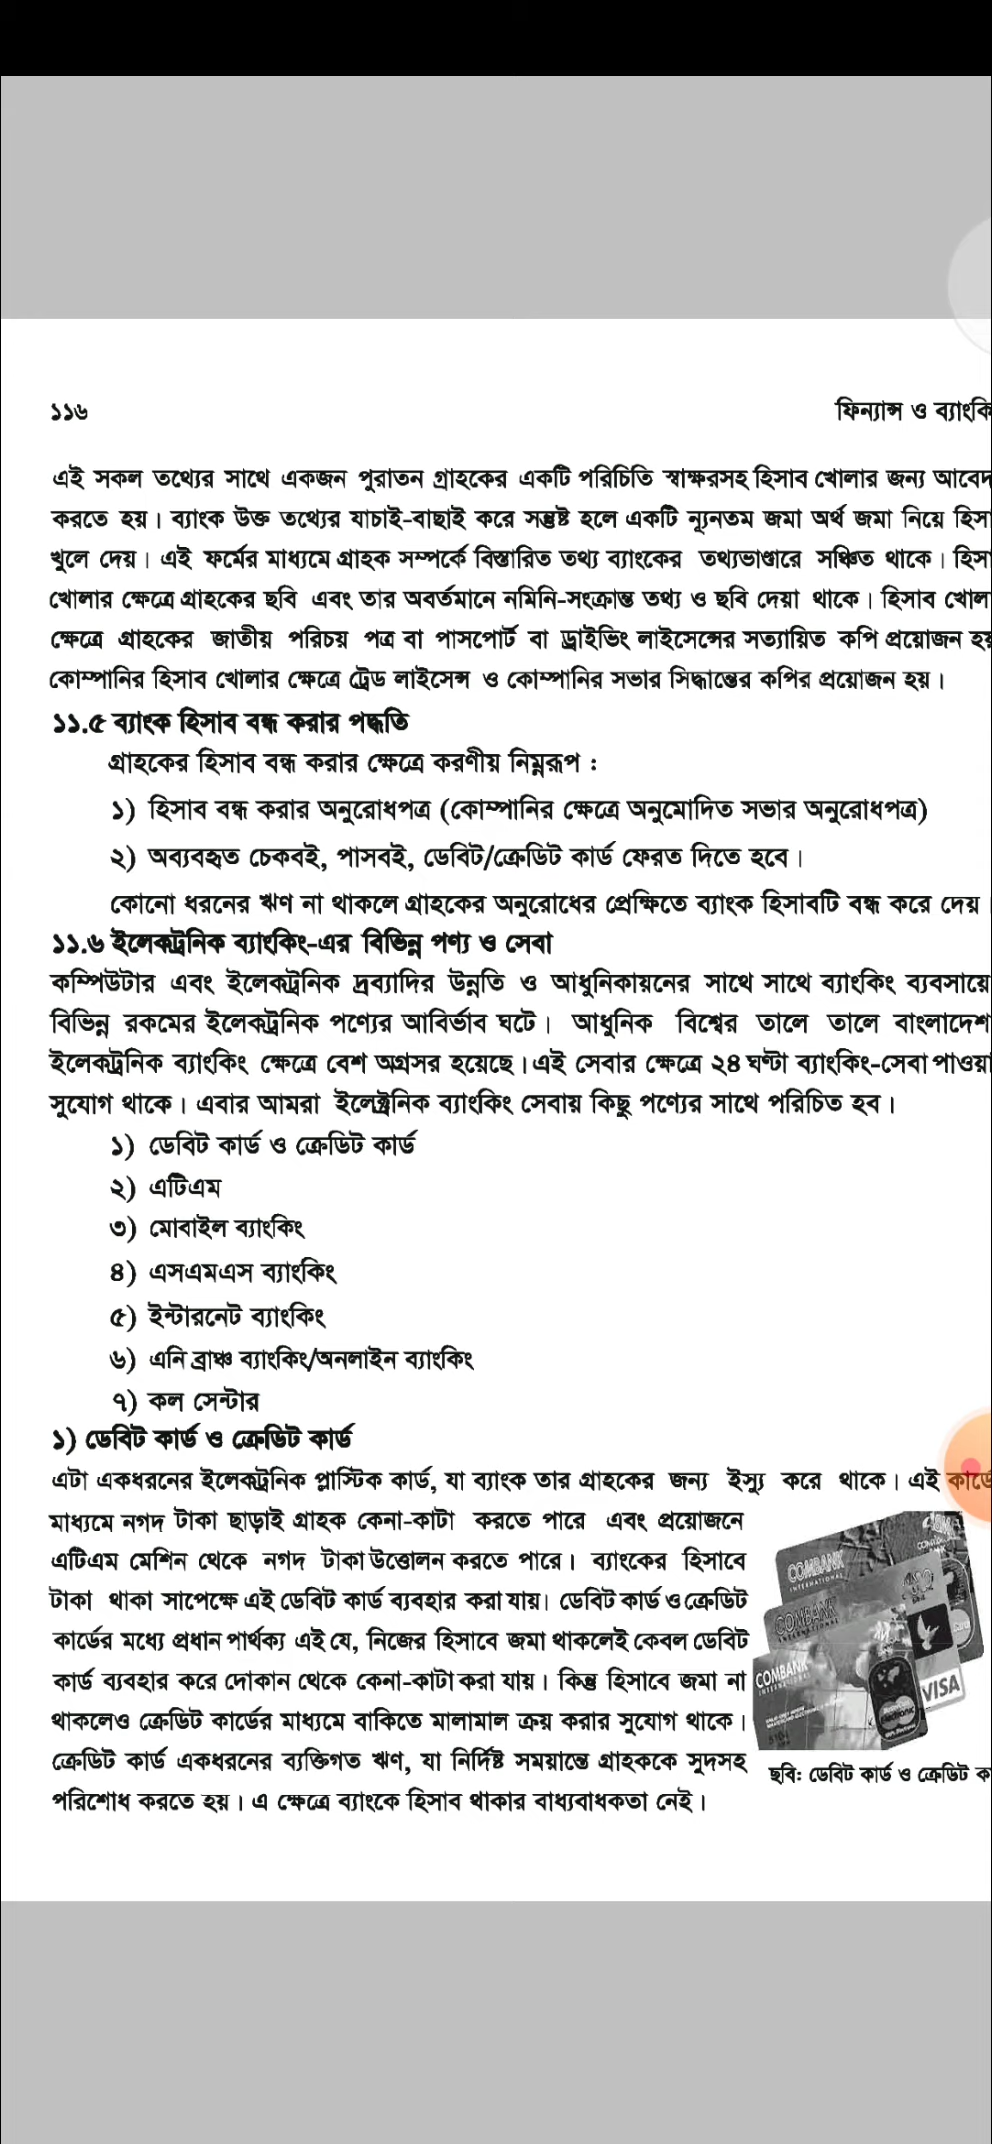 ১১৬
ফিন্যান্স ও ব্যাংকি
এই সকল তথ্যের সাথে একজন পুরাতন গ্রাহকের একটি পরিচিতি স্বাক্ষরসহ হিসাব খোলার জন্য আবেদ
করতে হয়। ব্যাংক উক্ত তথ্যের যাচাই-বাছাই করে সন্তুষ্ট হলে একটি ন্যূনতম জমা অর্থ জমা নিয়ে হিসা
খুলে দেয়। এই ফর্মের মাধ্যমে গ্রাহক সম্পর্কে বিস্তারিত তথ্য ব্যাংকের তথ্যভাণ্ডারে সঞ্চিত থাকে। হিসা
খোলার ক্ষেত্রে গ্রাহকের ছবি এবং তার অবর্তমানে নমিনি-সংক্রান্ত তথ্য ও ছবি দেয়া থাকে। হিসাব খোলা
ক্ষেত্রে গ্রাহকের জাতীয় পরিচয় পত্র বা পাসপোর্ট বা ড্রাইভিং লাইসেন্সের সত্যায়িত কপি প্রয়োজন হয়
কোম্পানির হিসাব খোলার ক্ষেত্রে ট্রেড লাইসেন্স ও কোম্পানির সভার সিদ্ধান্তের কপির প্রয়োজন হয়।
১১.৫ ব্যাংক হিসাব বন্ধ করার পদ্ধতি
গ্রাহকের হিসাব বন্ধ করার ক্ষেত্রে করণীয় নিম্নরূপ :
১) হিসাব বন্ধ করার অনুরোধপত্র (কোম্পানির ক্ষেত্রে অনুমোদিত সভার অনুরোধপত্র)
২) অব্যবহৃত চেকবই, পাসবই, ডেবিট/ক্রেডিট কার্ড ফেরত দিতে হবে।
কোনো ধরনের ঋণ না থাকলে গ্রাহকের অনুরোধের প্রেক্ষিতে ব্যাংক হিসাবটি বন্ধ করে দেয়।
১১.৬ ইলেকট্রনিক ব্যাংকিং-এর বিভিন্ন পণ্য ও সেবা
কম্পিউটার এবং ইলেকট্রনিক দ্রব্যাদির উন্নতি ও আধুনিকায়নের সাথে সাথে ব্যাংকিং ব্যবসায়ে
বিভিন্ন রকমের ইলেকট্রনিক পণ্যের আবির্ভাব ঘটে। আধুনিক বিশ্বের তালে তালে বাংলাদেশ
ইলেকট্রনিক ব্যাংকিং ক্ষেত্রে বেশ অগ্রসর হয়েছে। এই সেবার ক্ষেত্রে ২৪ ঘণ্টা ব্যাংকিং-সেবা পাওয়া
সুযোগ থাকে। এবার আমরা ইলেক্ট্রনিক ব্যাংকিং সেবায় কিছু পণ্যের সাথে পরিচিত হব।
১) ডেবিট কার্ড ও ক্রেডিট কার্ড
২) এটিএম
৩) মোবাইল ব্যাংকিং
৪) এসএমএস ব্যাংকিং
৫) ইন্টারনেট ব্যাংকিং
৬) এনি ব্রাঞ্চ ব্যাংকিং/অনলাইন ব্যাংকিং
৭) কল সেন্টার
১) ডেবিট কার্ড ও ক্রেডিট কার্ড
এটা একধরনের ইলেকট্রনিক প্লাস্টিক কার্ড, যা ব্যাংক তার গ্রাহকের জন্য ইস্যু করে থাকে। এই কার্ডে
মাধ্যমে নগদ টাকা ছাড়াই গ্রাহক কেনা-কাটা করতে পারে এবং প্রয়োজনে
এটিএম মেশিন থেকে নগদ টাকা উত্তোলন করতে পারে। ব্যাংকের হিসাবে
টাকা থাকা সাপেক্ষে এই ডেবিট কার্ড ব্যবহার করা যায়। ডেবিট কার্ড ও ক্রেডিট
কার্ডের মধ্যে প্রধান পার্থক্য এই যে, নিজের হিসাবে জমা থাকলেই কেবল ডেবিট
কার্ড ব্যবহার করে দোকান থেকে কেনা-কাটা করা যায়। কিন্তু হিসাবে জমা না
থাকলেও ক্রেডিট কার্ডের মাধ্যমে বাকিতে মালামাল ক্রয় করার সুযোগ থাকে।
ক্রেডিট কার্ড একধরনের ব্যক্তিগত ঋণ, যা নির্দিষ্ট সময়ান্তে গ্রাহককে সুদসহ
পরিশোধ করতে হয়। এ ক্ষেত্রে ব্যাংকে হিসাব থাকার বাধ্যবাধকতা নেই।
COMBANK
INTERNATIONAL
COMBANK
COMBANK
INTERNATIONAL
VISA
ছবি: ডেবিট কার্ড ও ক্রেডিট ক